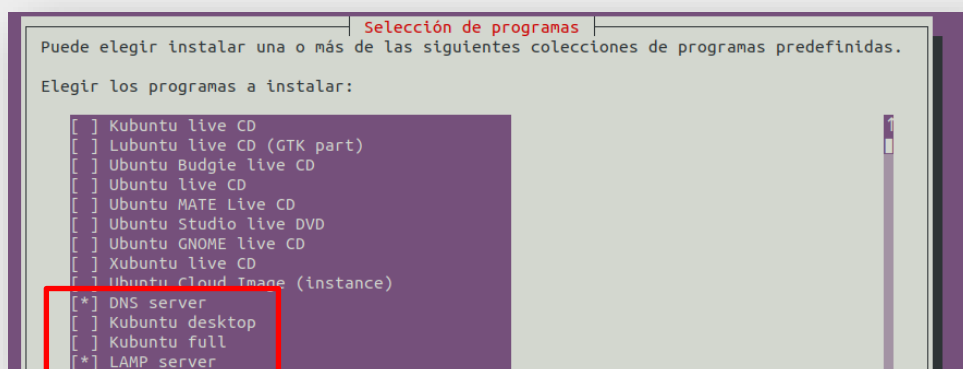 Selección de programas
Puede elegir instalar una o más de las siguientes colecciones de programas predefinidas.
Elegir los programas a instalar:
[ ] Kubuntu live CD
[ ] Lubuntu live CD (GTK part)
[ ] Ubuntu Budgie live CD
[ ] Ubuntu live CD
[ ] Ubuntu MATE Live CD
[ ] Ubuntu Studio live DVD
[ ] Ubuntu GNOME live CD
[ ] Xubuntu live CD
[ ] Ubuntu Cloud Image (instance)
[*] DNS server
[ ] Kubuntu desktop
[ ] Kubuntu full
[*] LAMP server